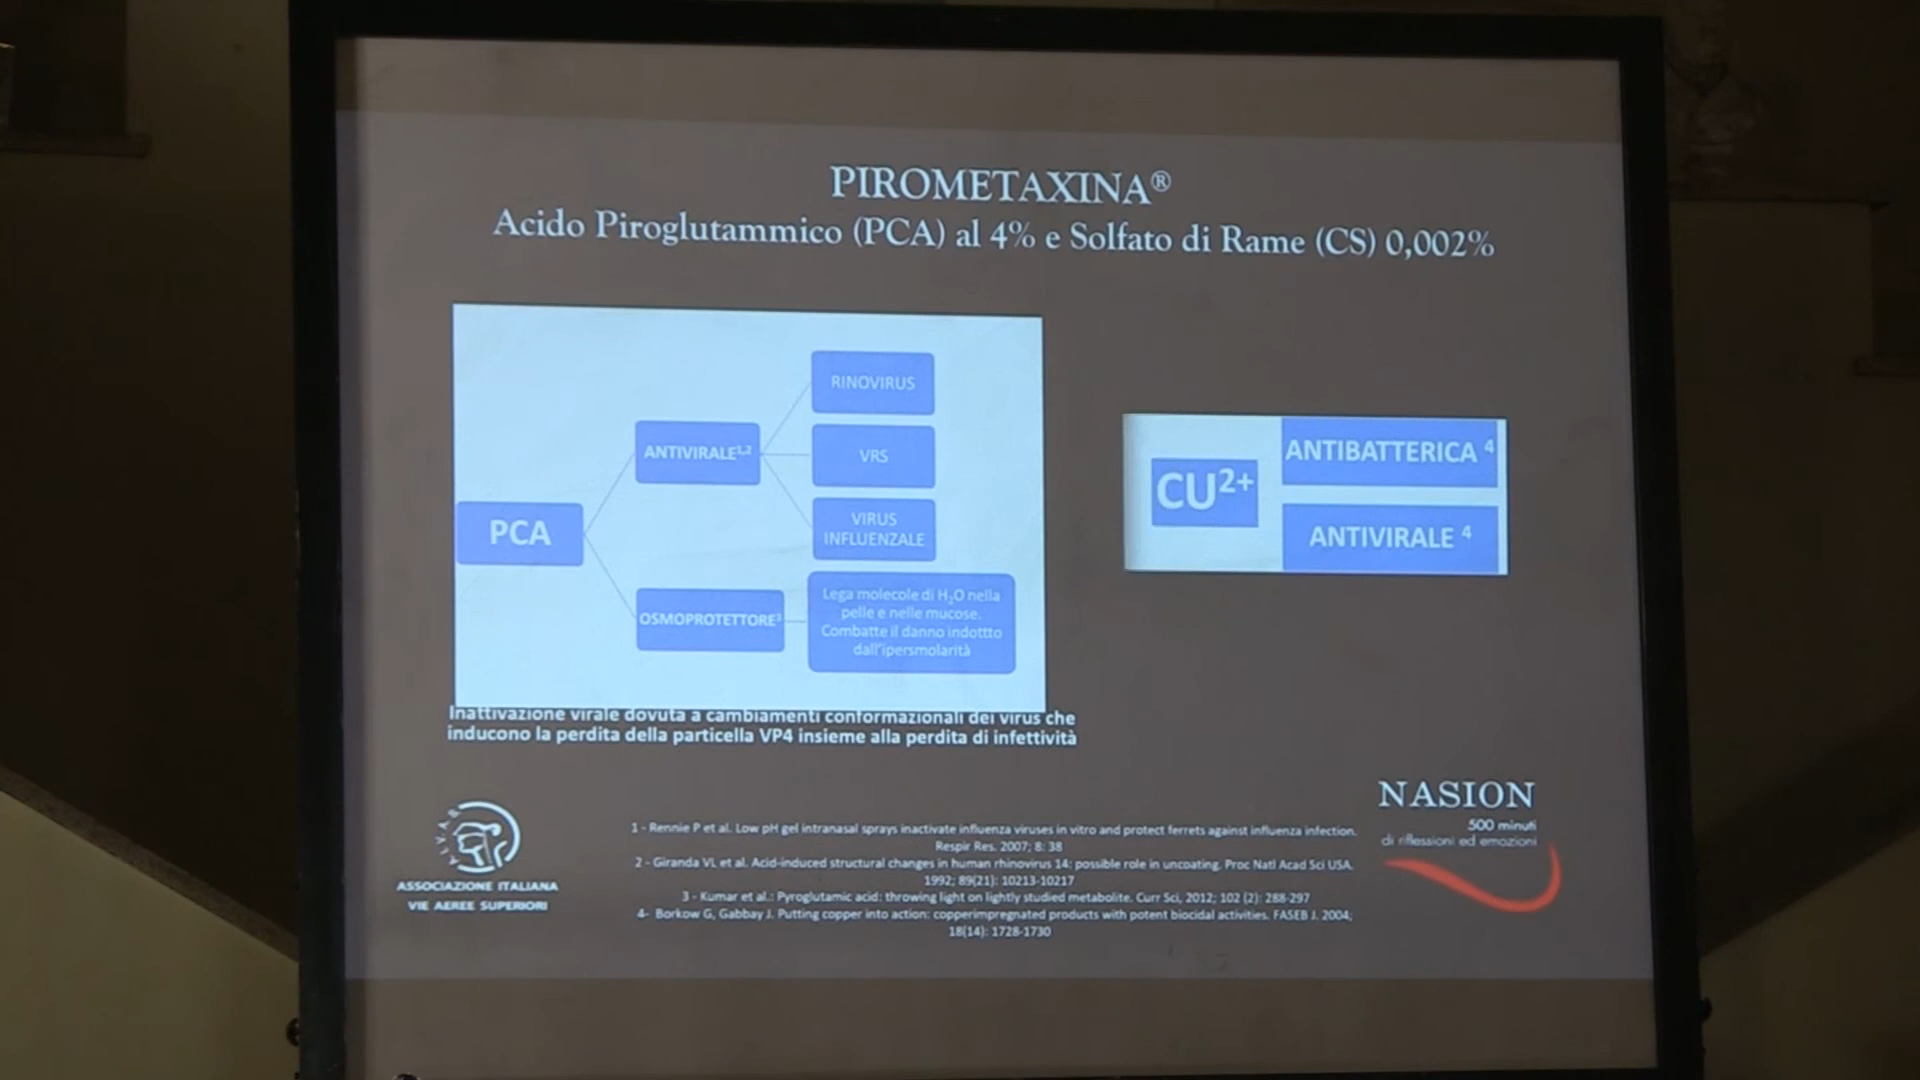 PIROMETAXINA®
Acido Piroglutammico (PCA) al 4% e Solfato di Rame (CS) 0,002%
PCA
ANTIVIRALE1,2
RINOVIRUS
VRS
VIRUS
INFLUENZALE
OSMOPROTETTORE3
Lega molecole di H2O nella
pelle e nelle mucose.
Combatte il danno indottto
dall'ipersmolarità
CU2+
ANTIBATTERICA 4
ANTIVIRALE 4
Inattivazione virale dovuta a cambiamenti conformazionali dei virus che
inducono la perdita della particella VP4 insieme alla perdita di infettività
A.I.V.A.S.
ASSOCIAZIONE ITALIANA
VIE AEREE SUPERIORI
1 - Rennie P et al. Low pH gel intranasal sprays inactivate influenza viruses in vitro and protect ferrets against influenza infection.
Respir Res. 2007; 8: 38
2 - Giranda VL et al. Acid-induced structural changes in human rhinovirus 14: possible role in uncoating. Proc Natl Acad Sci USA.
1992; 89(21): 10213-10217
3 - Kumar et al.: Pyroglutamic acid: throwing light on lightly studied metabolite. Curr Sci, 2012; 102 (2): 288-297
4- Borkow G, Gabbay J. Putting copper into action: copperimpregnated products with potent biocidal activities. FASEB J. 2004;
18(14): 1728-1730
NASION
500 minuti
di riflessioni ed emozioni